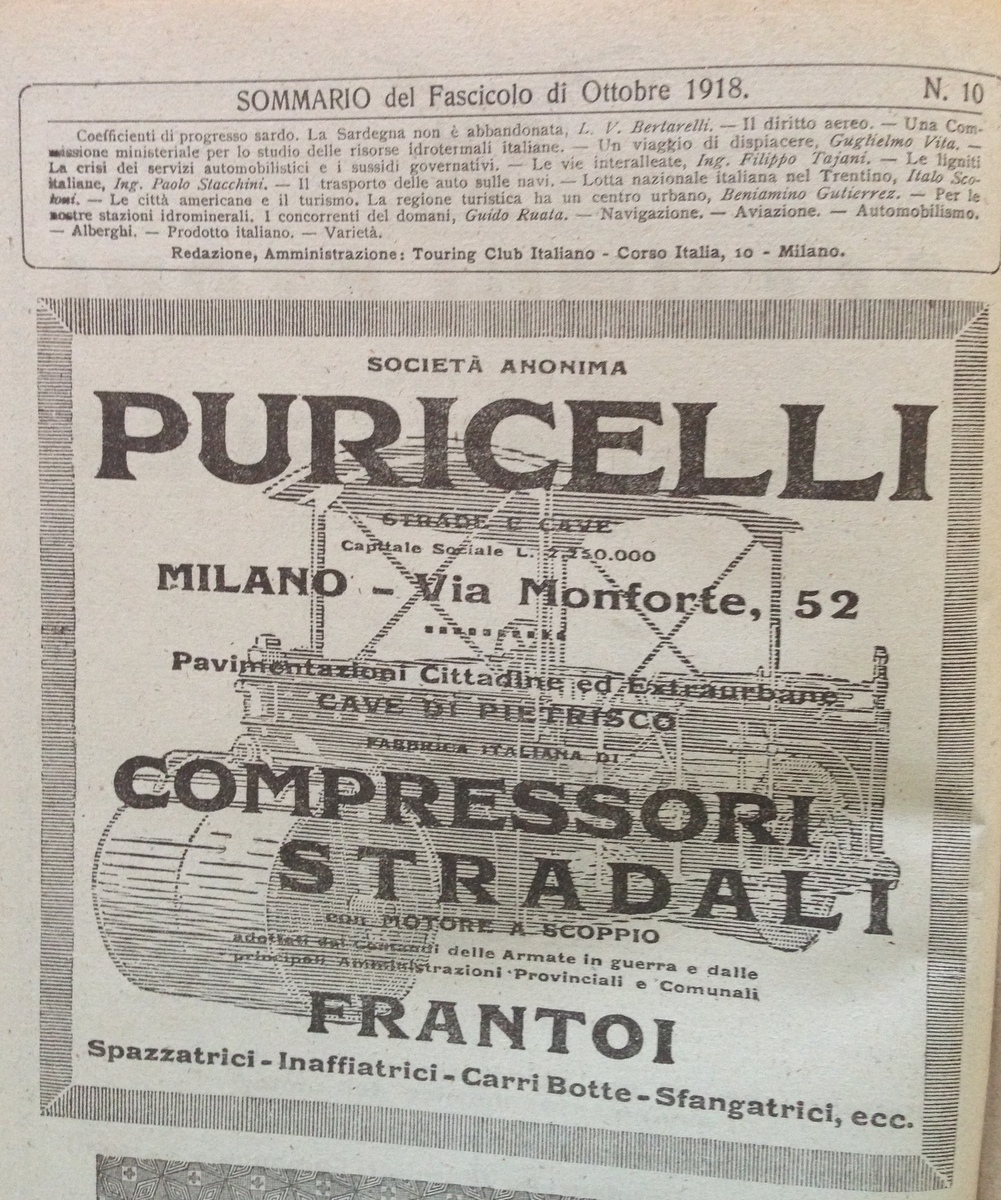 SOMMARIO del Fascicolo di Ottobre 1918. N. 10
Coefficienti di progresso sardo. La Sardegna non è abbandonata, L. V. Bertarelli. — Il diritto aereo. — Una Com-
missione ministeriale per lo studio delle risorse idrotermali italiane. — Un viaggio di dispiacere, Guglielmo Vita. —
La crisi dei servizi automobilistici e i sussidi governativi. — Le vie interalleate, Ing. Filippo Tajani. — Le ligniti
italiane, Ing. Paolo Stacchini. — Il trasporto delle auto sulle navi. — Lotta nazionale italiana nel Trentino, Italo Sco-
toni. — Le città americane e il turismo. La regione turistica ha un centro urbano, Beniamino Gutierrez. — Per le
nostre stazioni idrominerali. I concorrenti del domani, Guido Ruata. — Navigazione. — Aviazione. — Automobilismo.
— Alberghi. — Prodotto italiano. — Varietà.
Redazione, Amministrazione: Touring Club Italiano - Corso Italia, 10 - Milano.
SOCIETÀ ANONIMA
PURICELLI
STRADE E CAVE
Capitale Sociale L. 2.250.000
MILANO - Via Monforte, 52
Pavimentazioni Cittadine ed Extraurbane
CAVE DI PIETRISCO
FABBRICA ITALIANA DI
COMPRESSORI
STRADALI
con MOTORE A SCOPPIO
adottati dai Comandi delle Armate in guerra e dalle
principali Amministrazioni Provinciali e Comunali
FRANTOI
Spazzatrici - Inaffiatrici - Carri Botte - Sfangatrici, ecc.